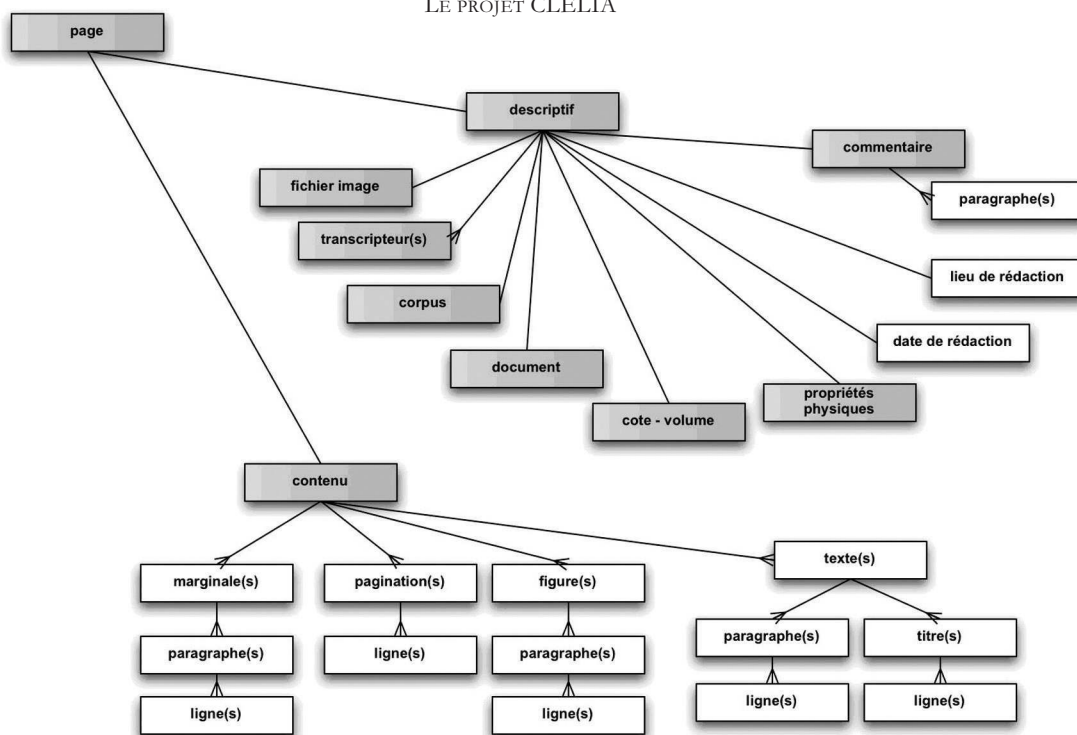 LE PROJET CLELIA
page
descriptif
commentaire
fichier image
paragraphe(s)
transcripteur(s)
lieu de rédaction
corpus
date de rédaction
document
propriétés
physiques
cote - volume
contenu
texte(s)
marginale(s)
pagination(s)
figure(s)
paragraphe(s)
titre(s)
paragraphe(s)
ligne(s)
paragraphe(s)
ligne(s)
ligne(s)
ligne(s)
ligne(s)